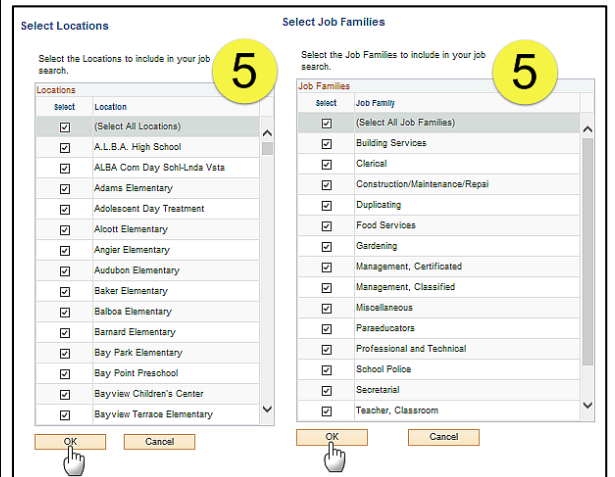 Select Locations
Select the Locations to include in your job
search.
5
Locations
Select Location
(Select All Locations)
A.L.B.A. High School
ALBA Com Day Schl-Lnda Vsta
Adams Elementary
Adolescent Day Treatment
Alcott Elementary
Angier Elementary
Audubon Elementary
Baker Elementary
Balboa Elementary
Barnard Elementary
Bay Park Elementary
Bay Point Preschool
Bayview Children's Center
Bayview Terrace Elementary
OK Cancel
Select Job Families
Select the Job Families to include in your job
search.
5
Job Families
Select Job Family
(Select All Job Families)
Building Services
Clerical
Construction/Maintenance/Repai
Duplicating
Food Services
Gardening
Management, Certificated
Management, Classified
Miscellaneous
Paraeducators
Professional and Technical
School Police
Secretarial
Teacher, Classroom
OK Cancel